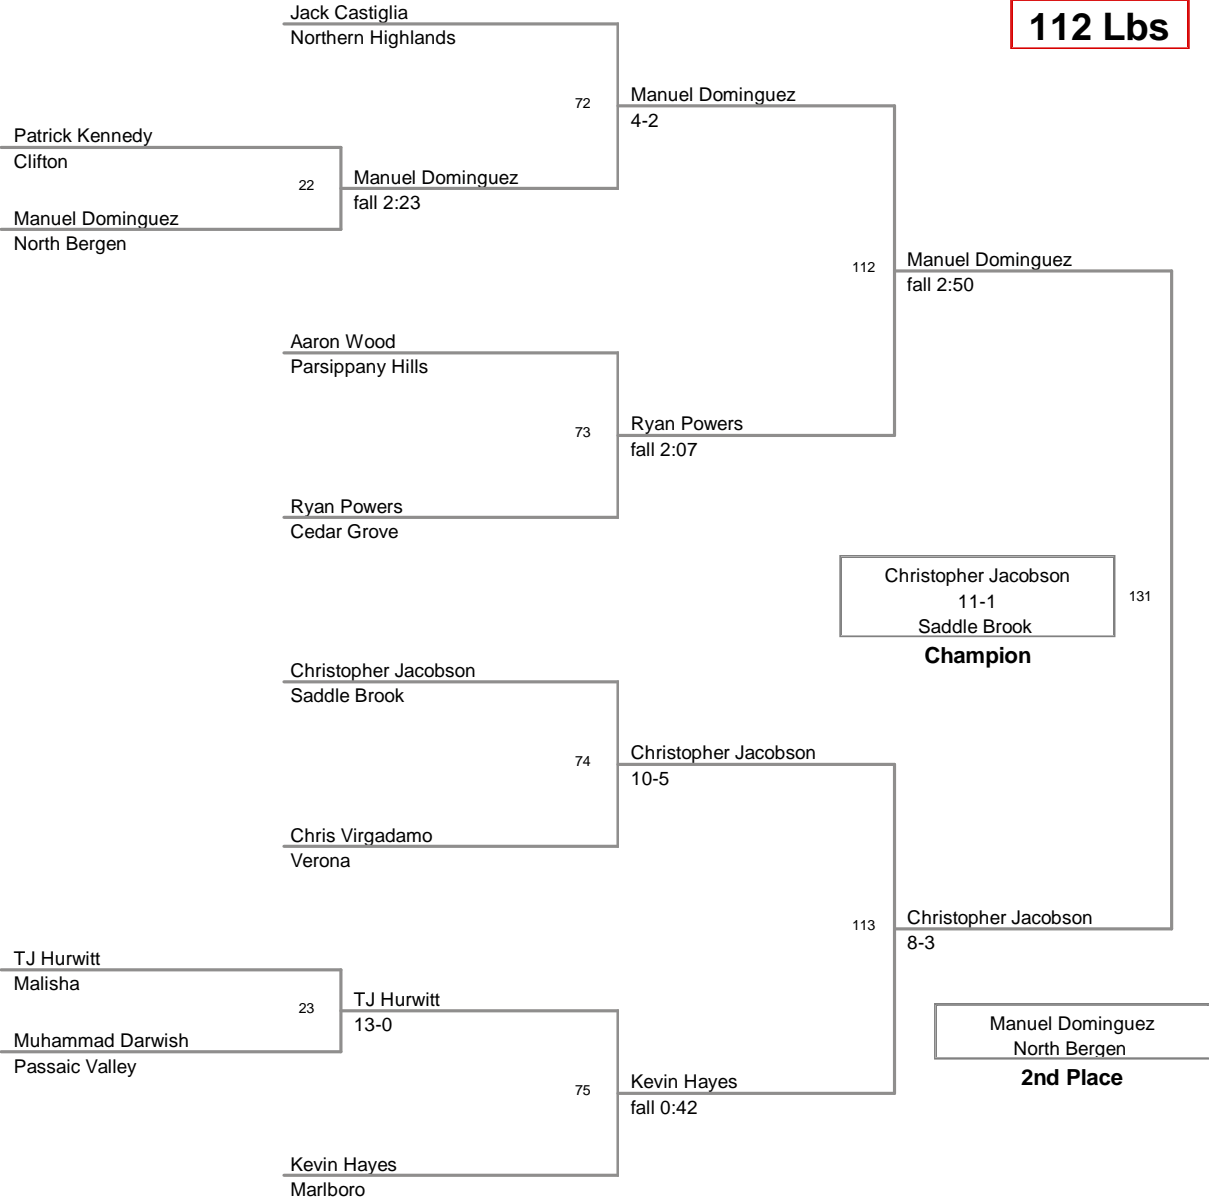 Jack Castiglia
112 Lbs
Northern Highlands
72
Manuel Dominguez
4-2
Patrick Kennedy
Clifton
22
Manuel Dominguez
fall 2:23
Manuel Dominguez
North Bergen
112
Manuel Dominguez
fall 2:50
Aaron Wood
Parsippany Hills
73
Ryan Powers
fall 2:07
Ryan Powers
Cedar Grove
Christopher Jacobson
11-1
Saddle Brook
Champion
131
Christopher Jacobson
Saddle Brook
74
Christopher Jacobson
10-5
Chris Virgadamo
Verona
113
Christopher Jacobson
8-3
TJ Hurwitt
Malisha
23
TJ Hurwitt
13-0
Muhammad Darwish
Passaic Valley
Manuel Dominguez
North Bergen
2nd Place
75
Kevin Hayes
fall 0:42
Kevin Hayes
Marlboro